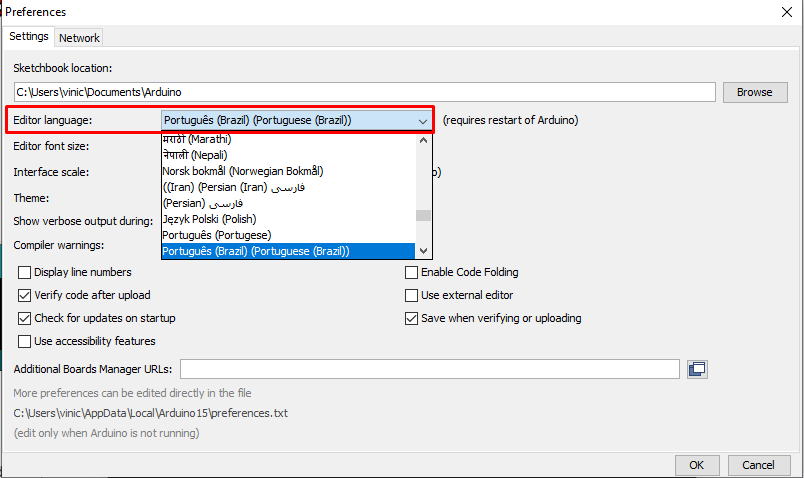 Preferences
Settings Network
Sketchbook location:
C:\Users\vinic\Documents\Arduino Browse
Editor language: Português (Brazil) (Portuguese (Brazil)) (requires restart of Arduino)
मराठी (Marathi)
Editor font size:
नेपाली (Nepali)
Norsk bokmål (Norwegian Bokmål)
Interface scale:
((Iran) (Persian (Iran) فارسی
Theme:
(Persian) فارسی
Show verbose output during: Język Polski (Polish)
Português (Portugese)
Compiler warnings: Português (Brazil) (Portuguese (Brazil))
Display line numbers Enable Code Folding
Verify code after upload Use external editor
Check for updates on startup Save when verifying or uploading
Use accessibility features
Additional Boards Manager URLs:
More preferences can be edited directly in the file
C:\Users\vinic\AppData\Local\Arduino15\preferences.txt
(edit only when Arduino is not running)
OK Cancel